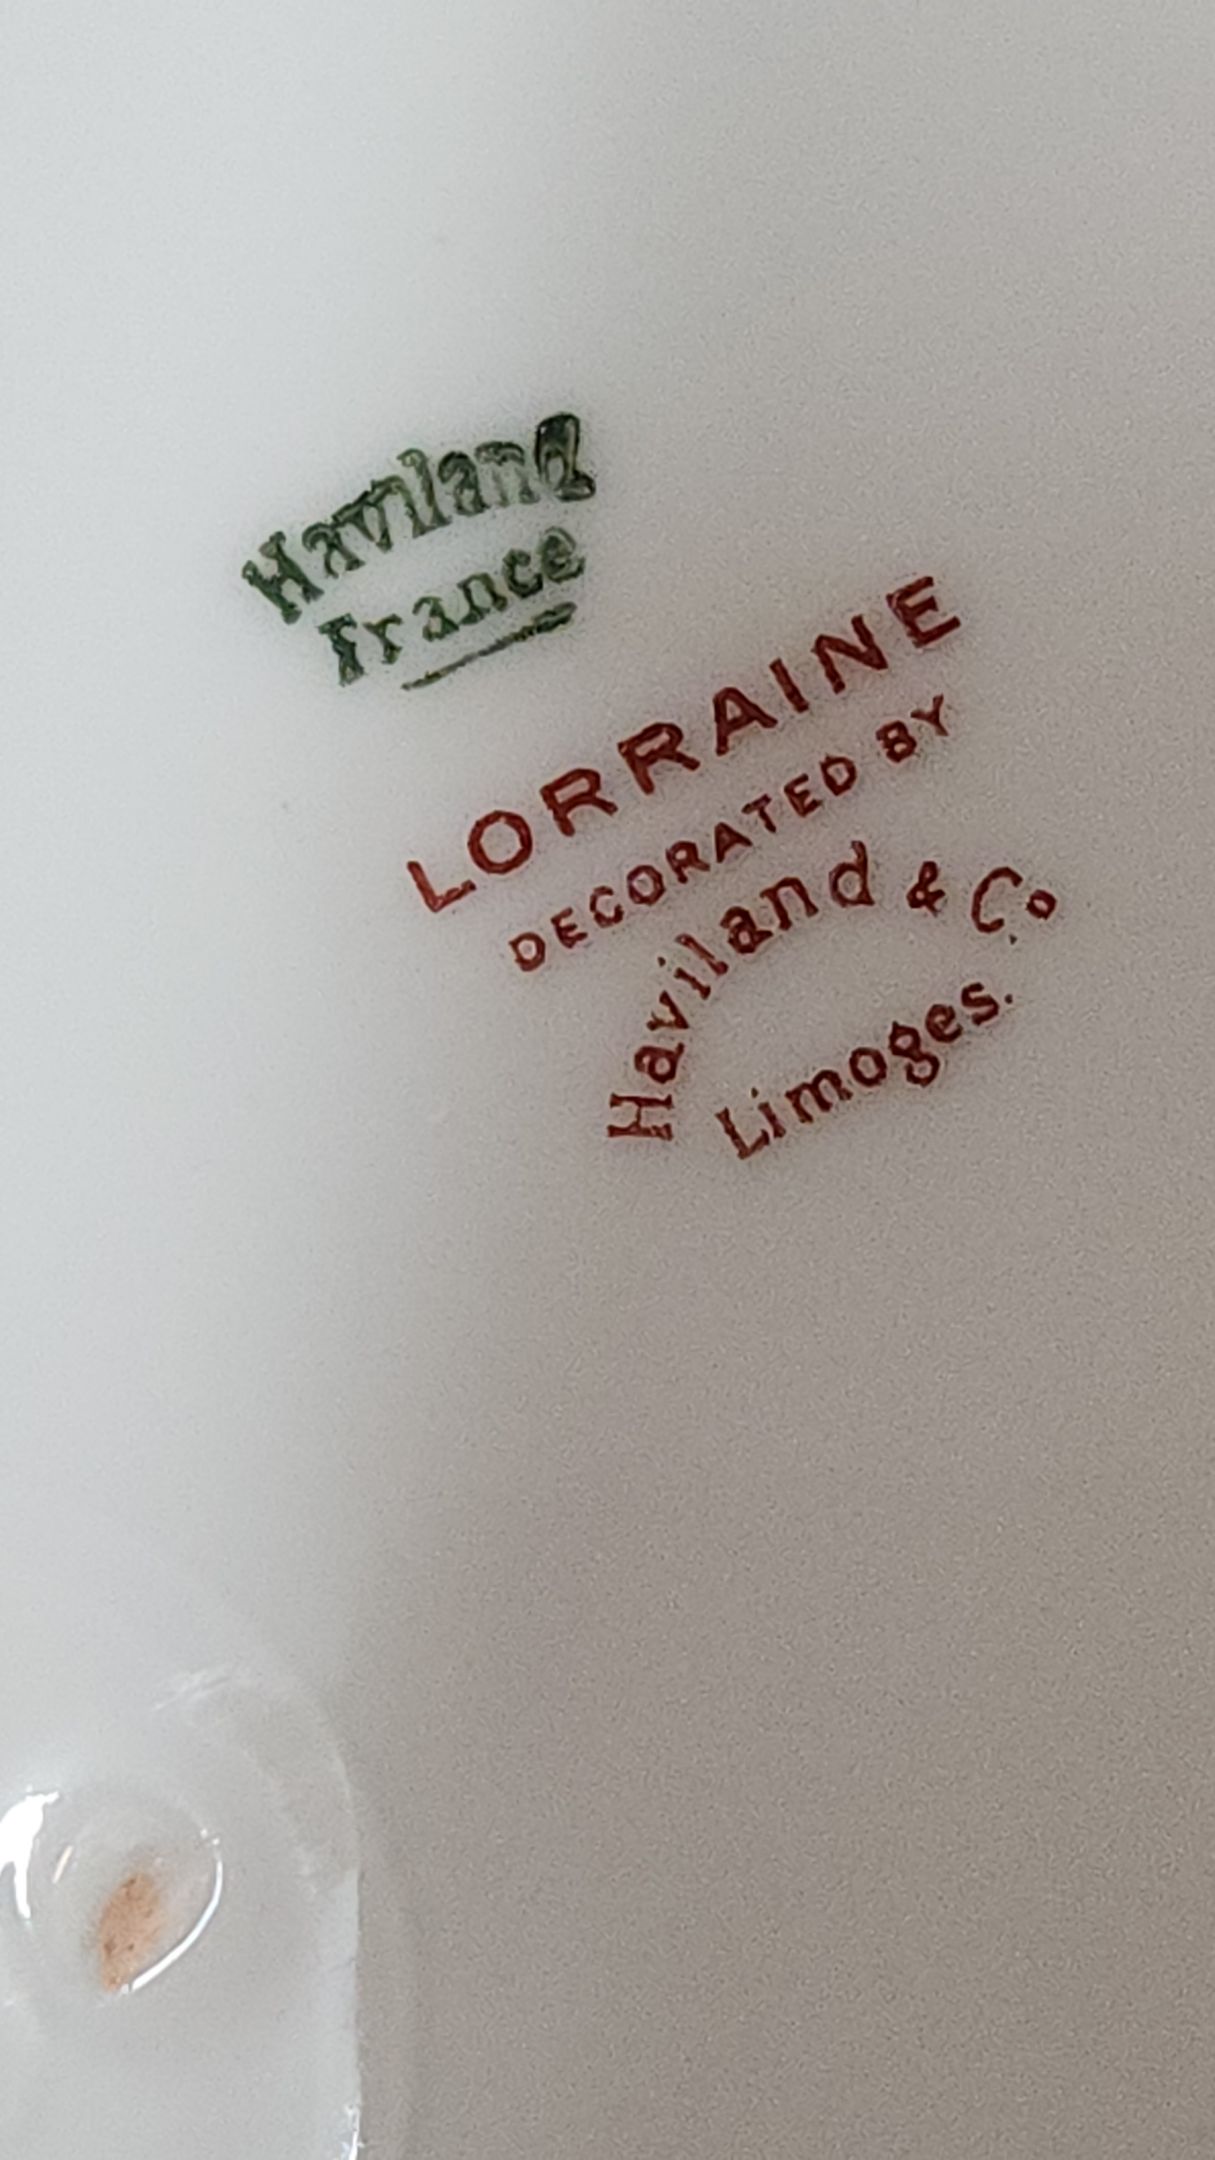 Haviland
France
LORRAINE
DECORATED BY
Haviland & Co
Limoges.